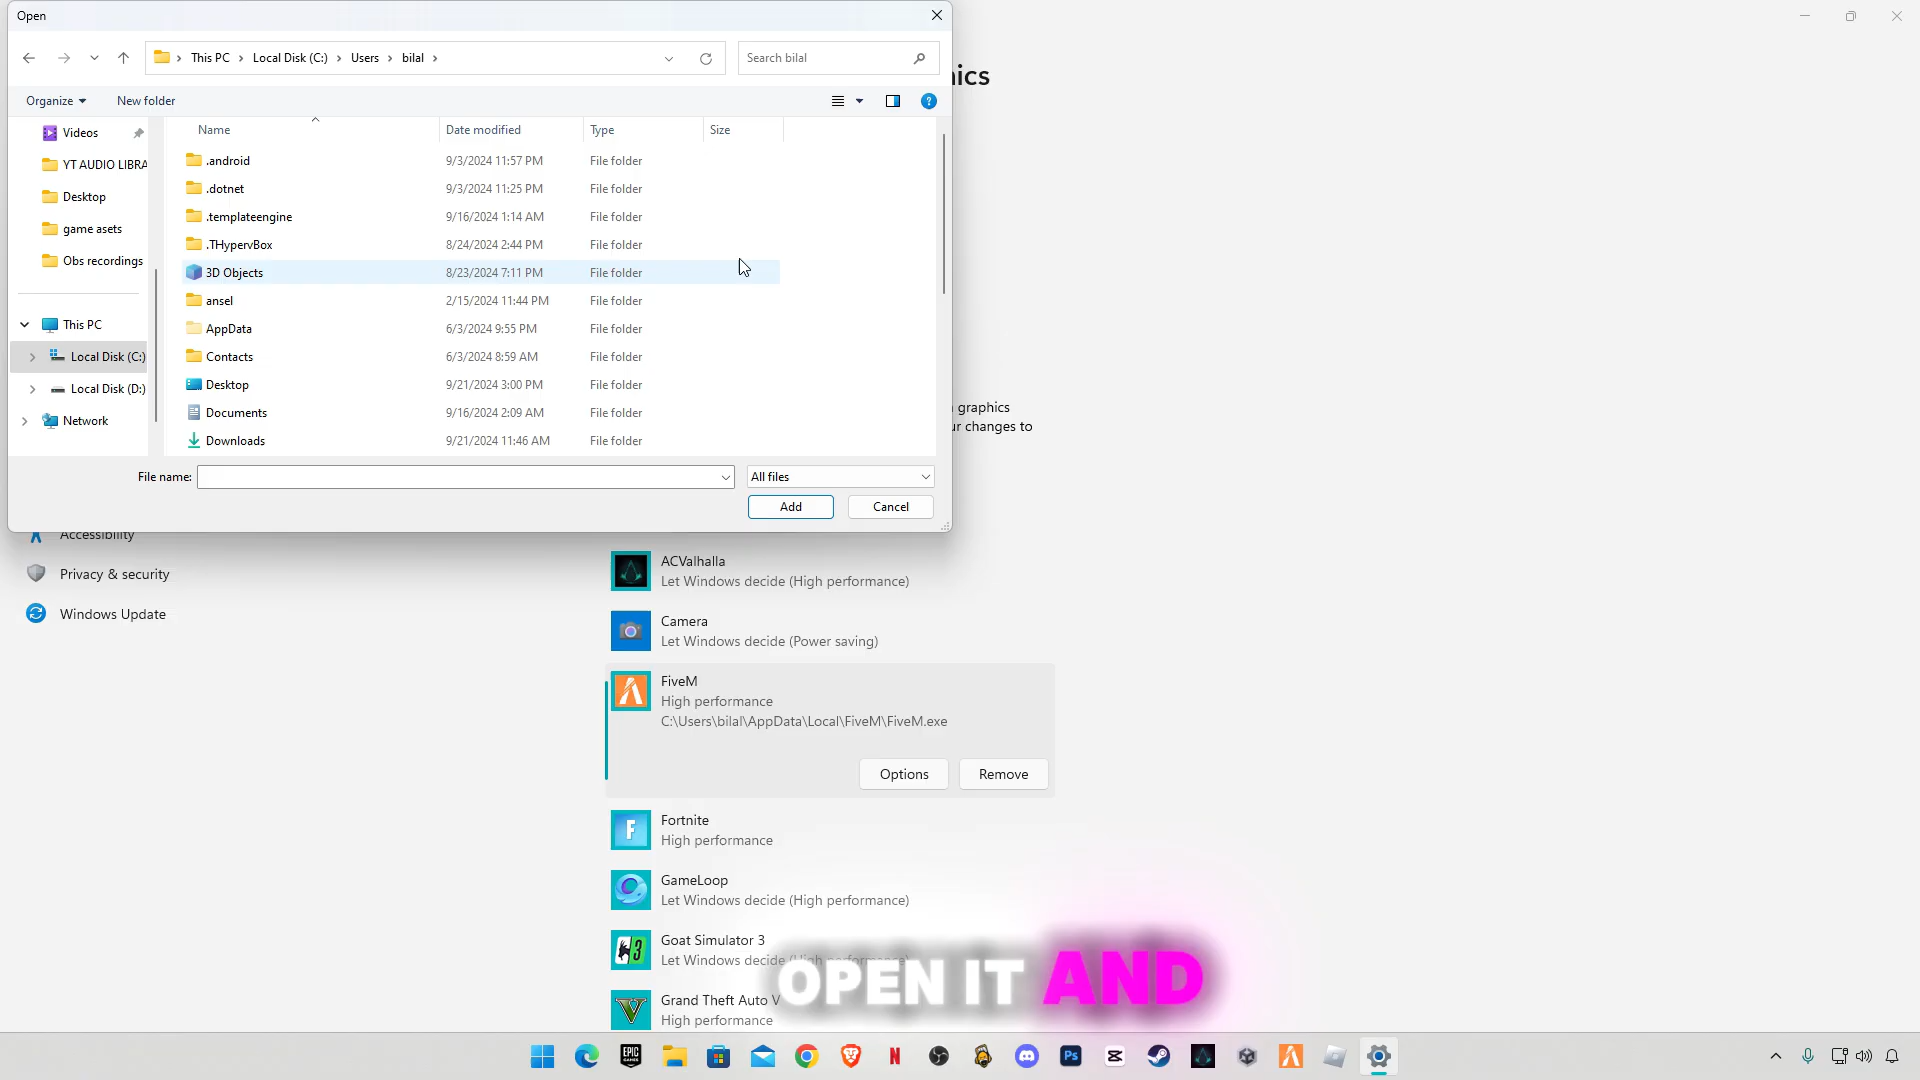 Open
This PC
Local Disk (C:)
Users
bilal
Search bilal
Organize
New folder
Name
Date modified
Type
Size
Videos
YT AUDIO LIBRA
Desktop
game asets
Obs recordings
This PC
Local Disk (C:)
Local Disk (D:)
Network
.android 9/3/2024 11:57 PM File folder
.dotnet 9/3/2024 11:25 PM File folder
.templateengine 9/16/2024 1:14 AM File folder
.THypervBox 8/24/2024 2:44 PM File folder
3D Objects 8/23/2024 7:11 PM File folder
ansel 2/15/2024 11:44 PM File folder
AppData 6/3/2024 9:55 PM File folder
Contacts 6/3/2024 8:59 AM File folder
Desktop 9/21/2024 3:00 PM File folder
Documents 9/16/2024 2:09 AM File folder
Downloads 9/21/2024 11:46 AM File folder
File name:
All files
Add
Cancel
ics
graphics
ur changes to
Accessibility
Privacy & security
Windows Update
ACValhalla
Let Windows decide (High performance)
Camera
Let Windows decide (Power saving)
FiveM
High performance
C:\Users\bilal\AppData\Local\FiveM\FiveM.exe
Options
Remove
Fortnite
High performance
GameLoop
Let Windows decide (High performance)
Goat Simulator 3
Let Windows decide (High performance)
Grand Theft Auto V
High performance
OPEN IT AND
EPIC
GAMES
Ps